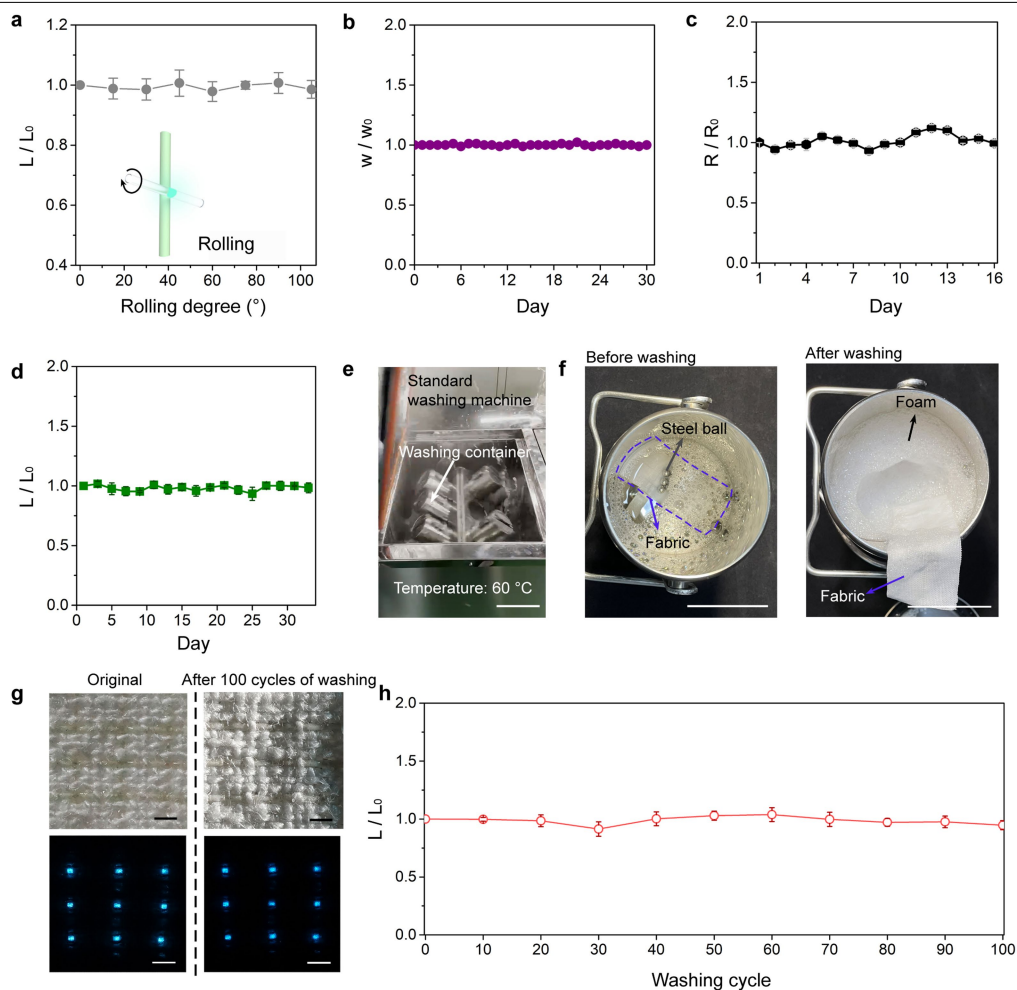 a
1.2
1.0
0.8
0.6
0.4
L / L₀
0 20 40 60 80 100
Rolling degree (°)
Rolling
b
2.0
1.5
1.0
0.5
0.0
w / w₀
0 6 12 18 24 30
Day
c
2.0
1.5
1.0
0.5
0.0
R / R₀
1 4 7 10 13 16
Day
d
2.0
1.5
1.0
0.5
0.0
L / L₀
0 5 10 15 20 25 30
Day
e
Standard
washing machine
Washing container
Temperature: 60 °C
f
Before washing
Steel ball
Fabric
After washing
Foam
Fabric
g
Original
After 100 cycles of washing
h
2.0
1.5
1.0
0.5
0.0
L / L₀
0 10 20 30 40 50 60 70 80 90 100
Washing cycle